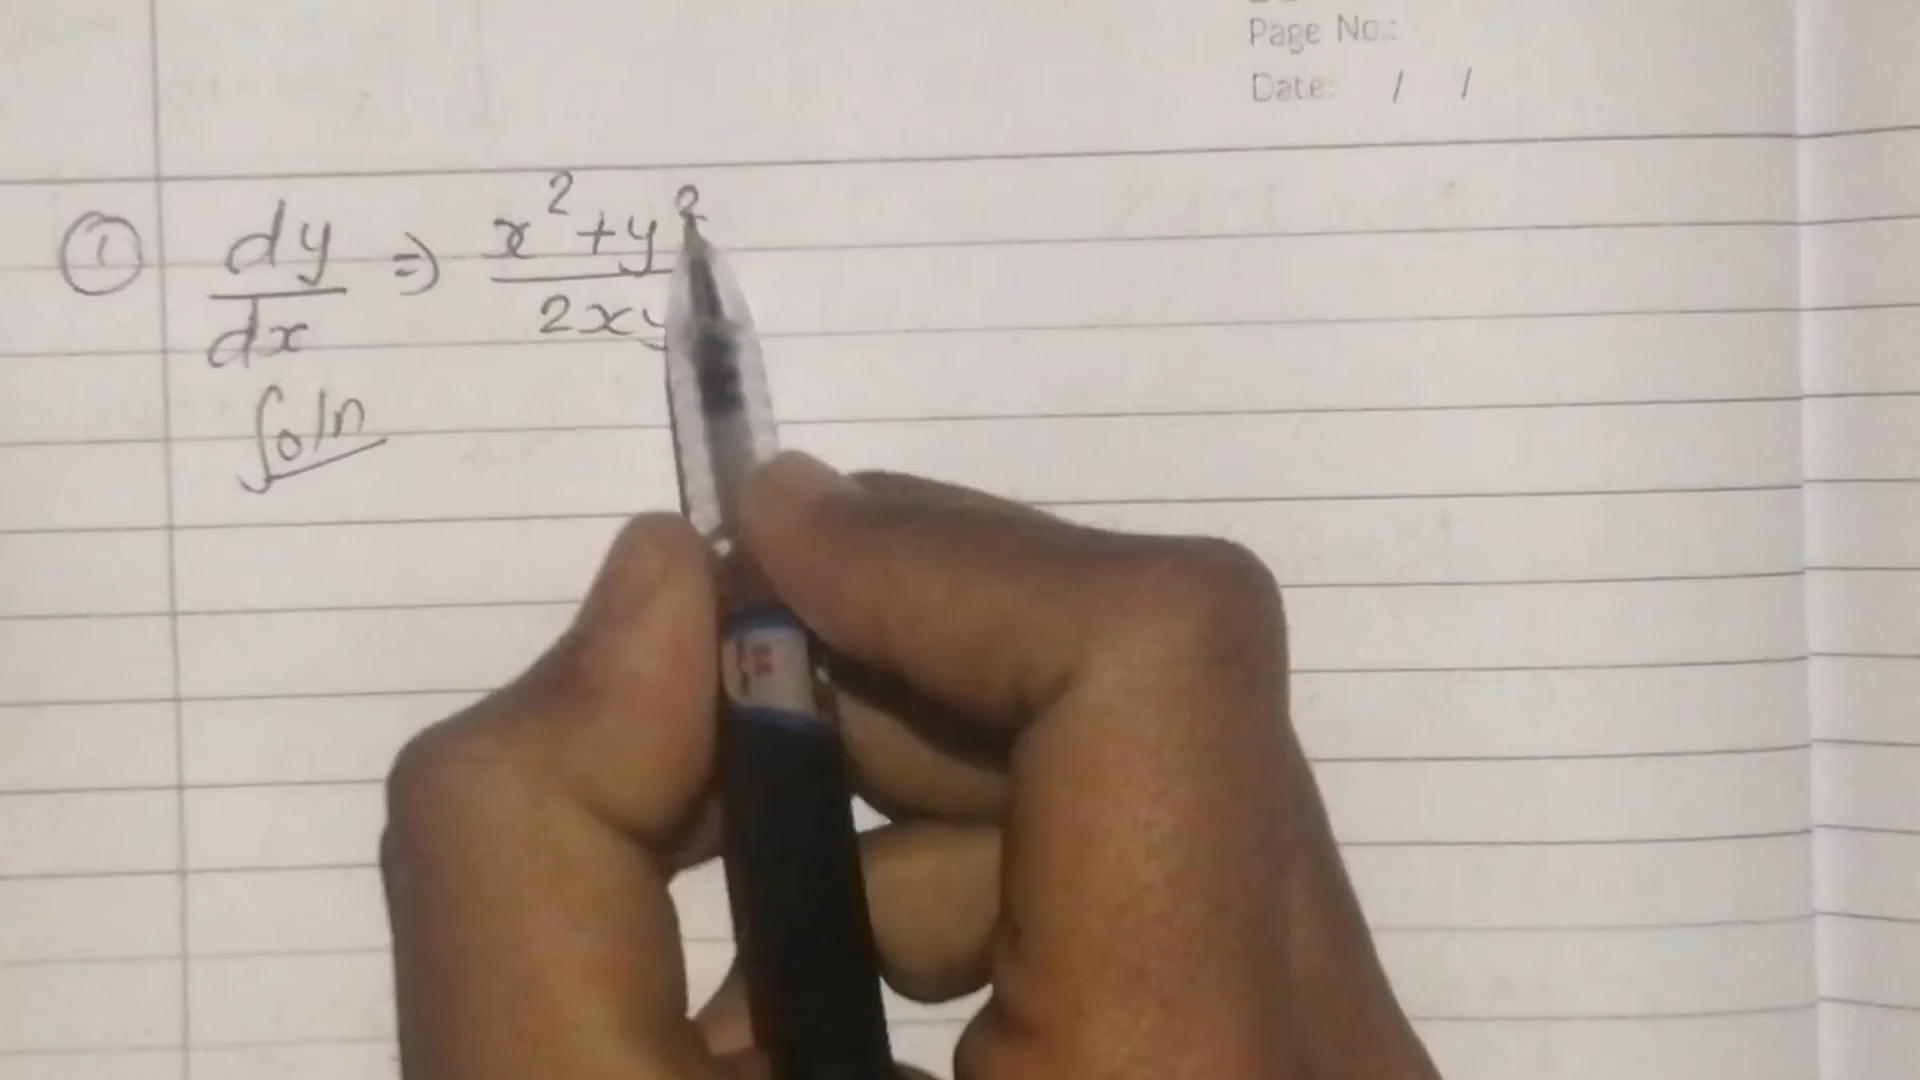 Page No.:
Date: / /
① dy/dx ⇒ x²+y²/2xy
Soln